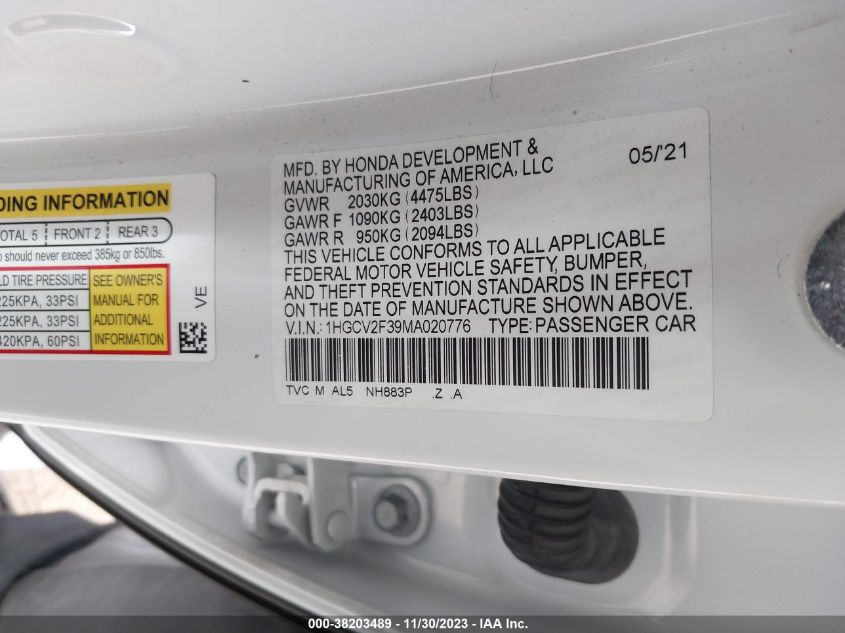 DING INFORMATION
TOTAL 5 FRONT 2 REAR 3
should never exceed 385kg or 850lbs.
TIRE PRESSURE
225KPA, 33PSI
225KPA, 33PSI
420KPA, 60PSI
SEE OWNER'S
MANUAL FOR
ADDITIONAL
INFORMATION
VE
MFD. BY HONDA DEVELOPMENT & 05/'21
MANUFACTURING OF AMERICA, LLC
GVWR 2030KG (4475LBS)
GAWR F 1090KG (2403LBS)
GAWR R 950KG (2094LBS)
THIS VEHICLE CONFORMS TO ALL APPLICABLE
FEDERAL MOTOR VEHICLE SAFETY, BUMPER,
AND THEFT PREVENTION STANDARDS IN EFFECT
ON THE DATE OF MANUFACTURE SHOWN ABOVE.
V.I.N.: 1HGCV2F39MA020776 TYPE: PASSENGER CAR
TVC M AL5 NH883P .Z .A
000-38203489 - 11/30/2023 - IAA Inc.